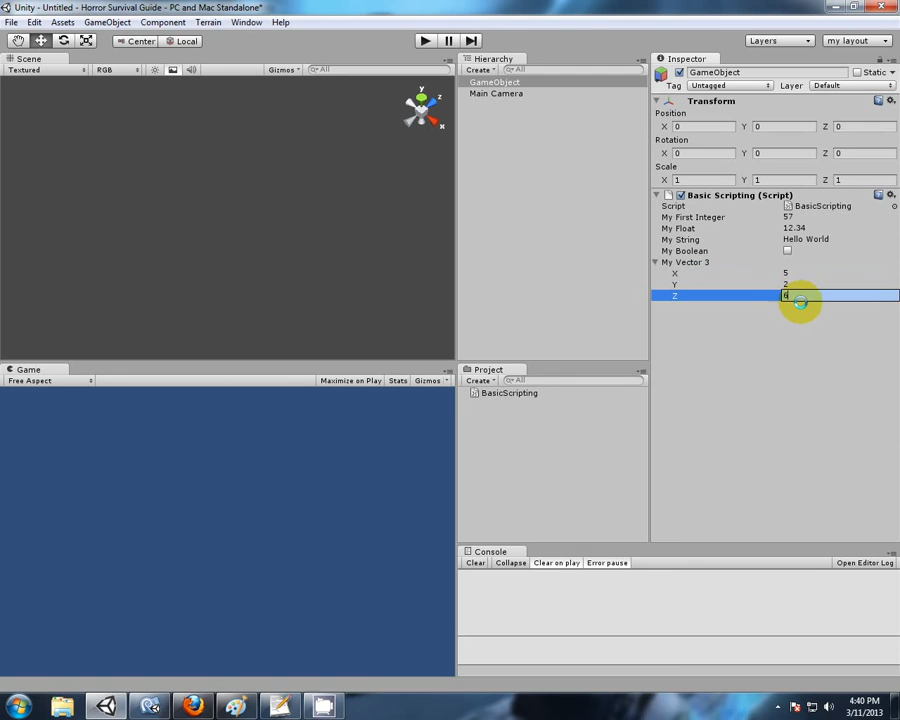 Unity - Untitled - Horror Survival Guide - PC and Mac Standalone*
File Edit Assets GameObject Component Terrain Window Help
Center Local Layers my layout
Scene
Textured RGB Gizmos All
y
z
x
Hierarchy
Create All
GameObject
Main Camera
Inspector
GameObject Static
Tag Untagged Layer Default
Transform
Position
X 0 Y 0 Z 0
Rotation
X 0 Y 0 Z 0
Scale
X 1 Y 1 Z 1
Basic Scripting (Script)
Script BasicScripting
My First Integer 57
My Float 12.34
My String Hello World
My Boolean
My Vector 3
X 5
Y 2
Z 6
Game
Free Aspect Maximize on Play Stats Gizmos
Project
Create All
BasicScripting
Console
Clear Collapse Clear on play Error pause Open Editor Log
4:40 PM
3/11/2013